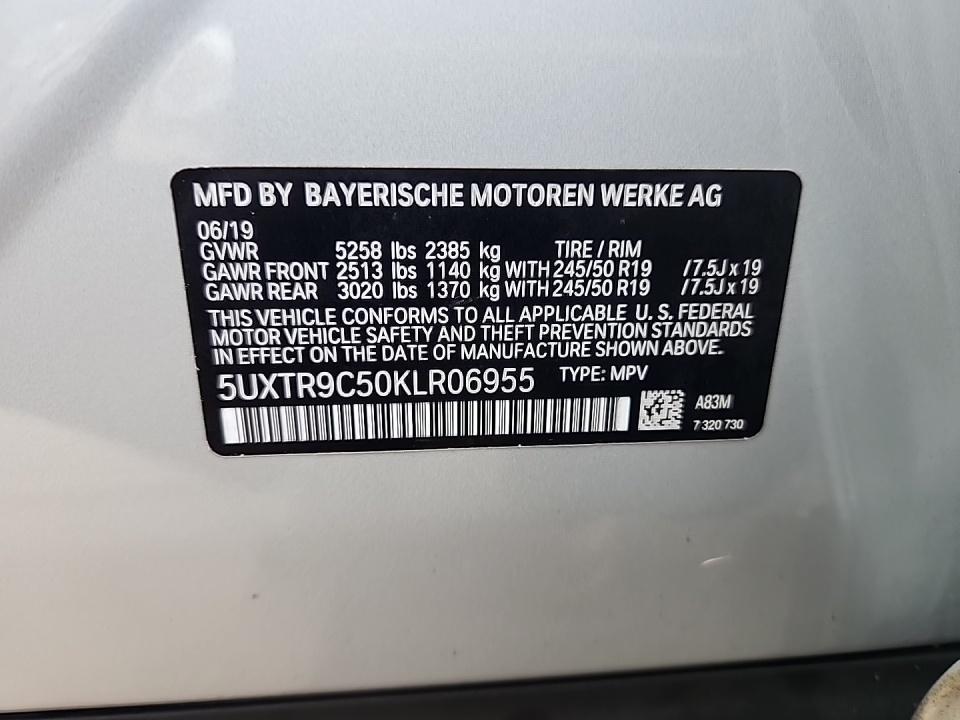 MFD BY BAYERISCHE MOTOREN WERKE AG
06/19
GVWR 5258 lbs 2385 kg TIRE / RIM
GAWR FRONT 2513 lbs 1140 kg WITH 245/50 R19 /7.5J x 19
GAWR REAR 3020 lbs 1370 kg WITH 245/50 R19 /7.5J x 19
THIS VEHICLE CONFORMS TO ALL APPLICABLE U. S. FEDERAL
MOTOR VEHICLE SAFETY AND THEFT PREVENTION STANDARDS
IN EFFECT ON THE DATE OF MANUFACTURE SHOWN ABOVE.
5UXTR9C50KLR06955 TYPE: MPV
A83M
7 320 730